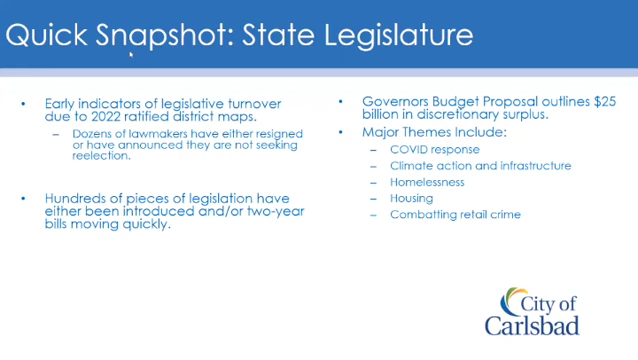 Quick Snapshot: State Legislature
• Early indicators of legislative turnover
due to 2022 ratified district maps.
– Dozens of lawmakers have either resigned
or have announced they are not seeking
reelection.
• Hundreds of pieces of legislation have
either been introduced and/or two-year
bills moving quickly.
• Governors Budget Proposal outlines $25
billion in discretionary surplus.
• Major Themes Include:
– COVID response
– Climate action and infrastructure
– Homelessness
– Housing
– Combatting retail crime
City of
Carlsbad